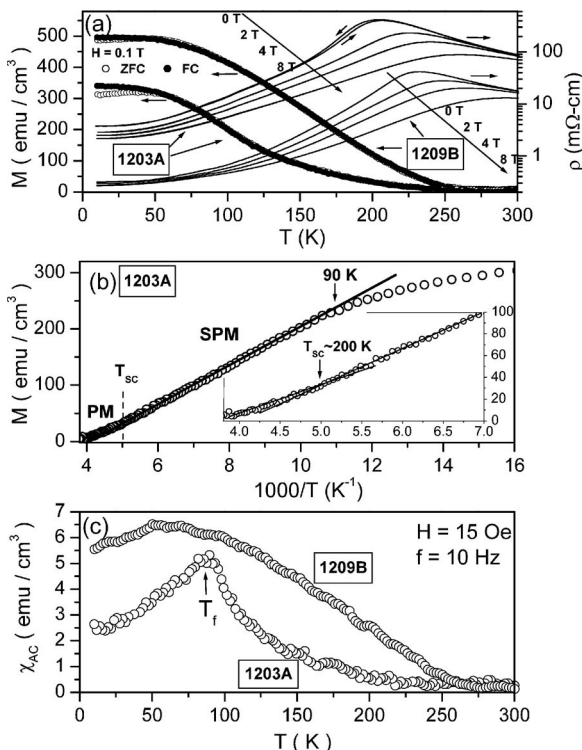 (a)
H = 0.1 T
○ ZFC ● FC
0 T
2 T
4 T
8 T
0 T
2 T
4 T
8 T
1203A
1209B
500
400
300
200
100
0
M ( emu / cm³ )
100
10
1
ρ (mΩ-cm)
0 50 100 150 200 250 300
T (K)
(b)
1203A
90 K
SPM
T_SC
PM
T_SC~200 K
300
200
100
0
M ( emu / cm³ )
100
80
60
40
20
0
4.0 4.5 5.0 5.5 6.0 6.5 7.0
4 6 8 10 12 14 16
1000/T (K⁻¹)
(c)
H = 15 Oe
f = 10 Hz
1209B
T_f
1203A
7
6
5
4
3
2
1
0
χ_AC ( emu / cm³ )
0 50 100 150 200 250 300
T ( K )